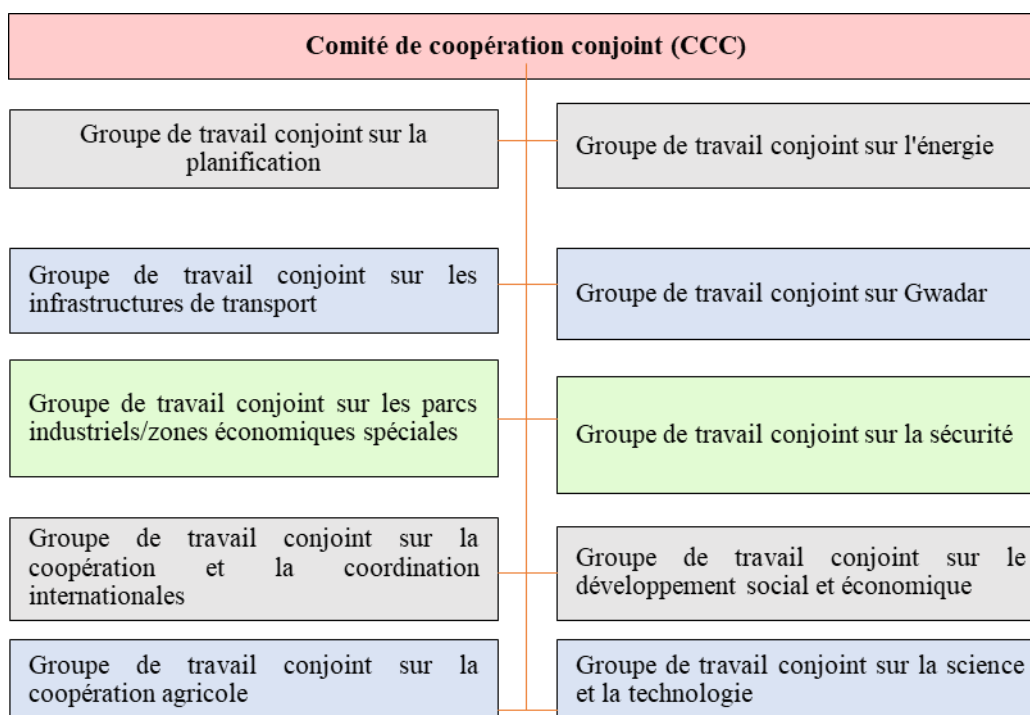 Comité de coopération conjoint (CCC)
Groupe de travail conjoint sur la
planification
Groupe de travail conjoint sur l'énergie
Groupe de travail conjoint sur les
infrastructures de transport
Groupe de travail conjoint sur Gwadar
Groupe de travail conjoint sur les parcs
industriels/zones économiques spéciales
Groupe de travail conjoint sur la sécurité
Groupe de travail conjoint sur la
coopération et la coordination
internationales
Groupe de travail conjoint sur le
développement social et économique
Groupe de travail conjoint sur la
coopération agricole
Groupe de travail conjoint sur la science
et la technologie